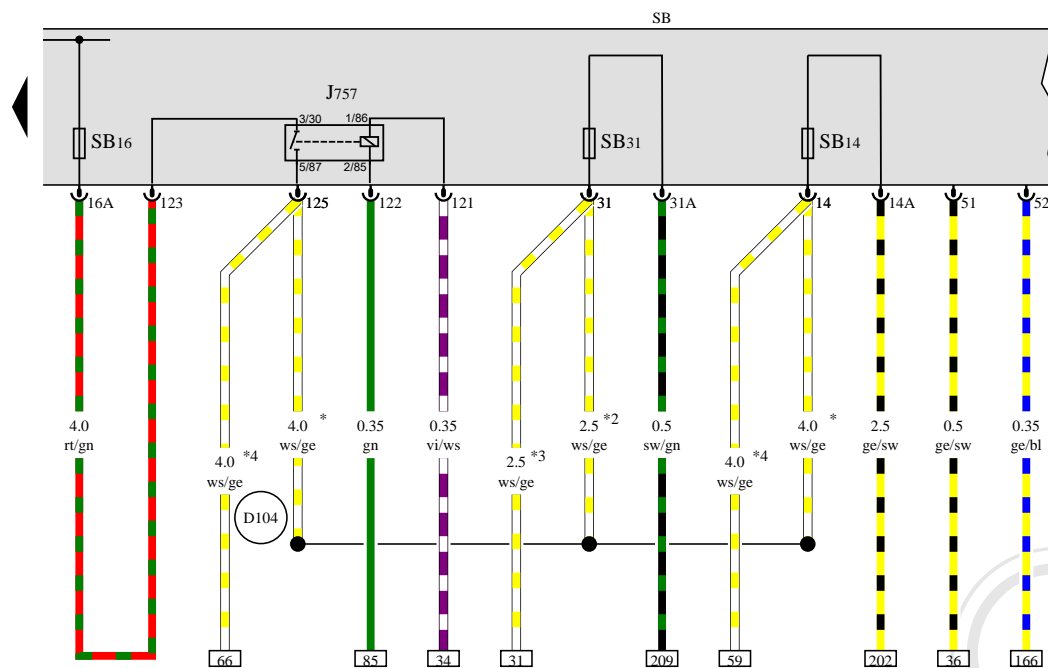 SB
J757
3/30 1/86
SB16 SB31 SB14
5/87 2/85
16A 123 125 122 121 31 31A 14 14A 51 52
4.0 4.0 * 0.35 0.35 2.5 *2 0.5 4.0 * 2.5 0.5 0.35
rt/gn ws/ge gn vi/ws ws/ge sw/gn ws/ge ge/sw ge/sw ge/bl
4.0 *4 2.5 *3 4.0 *4
ws/ge ws/ge ws/ge
D104
66 85 34 31 209 59 202 36 166